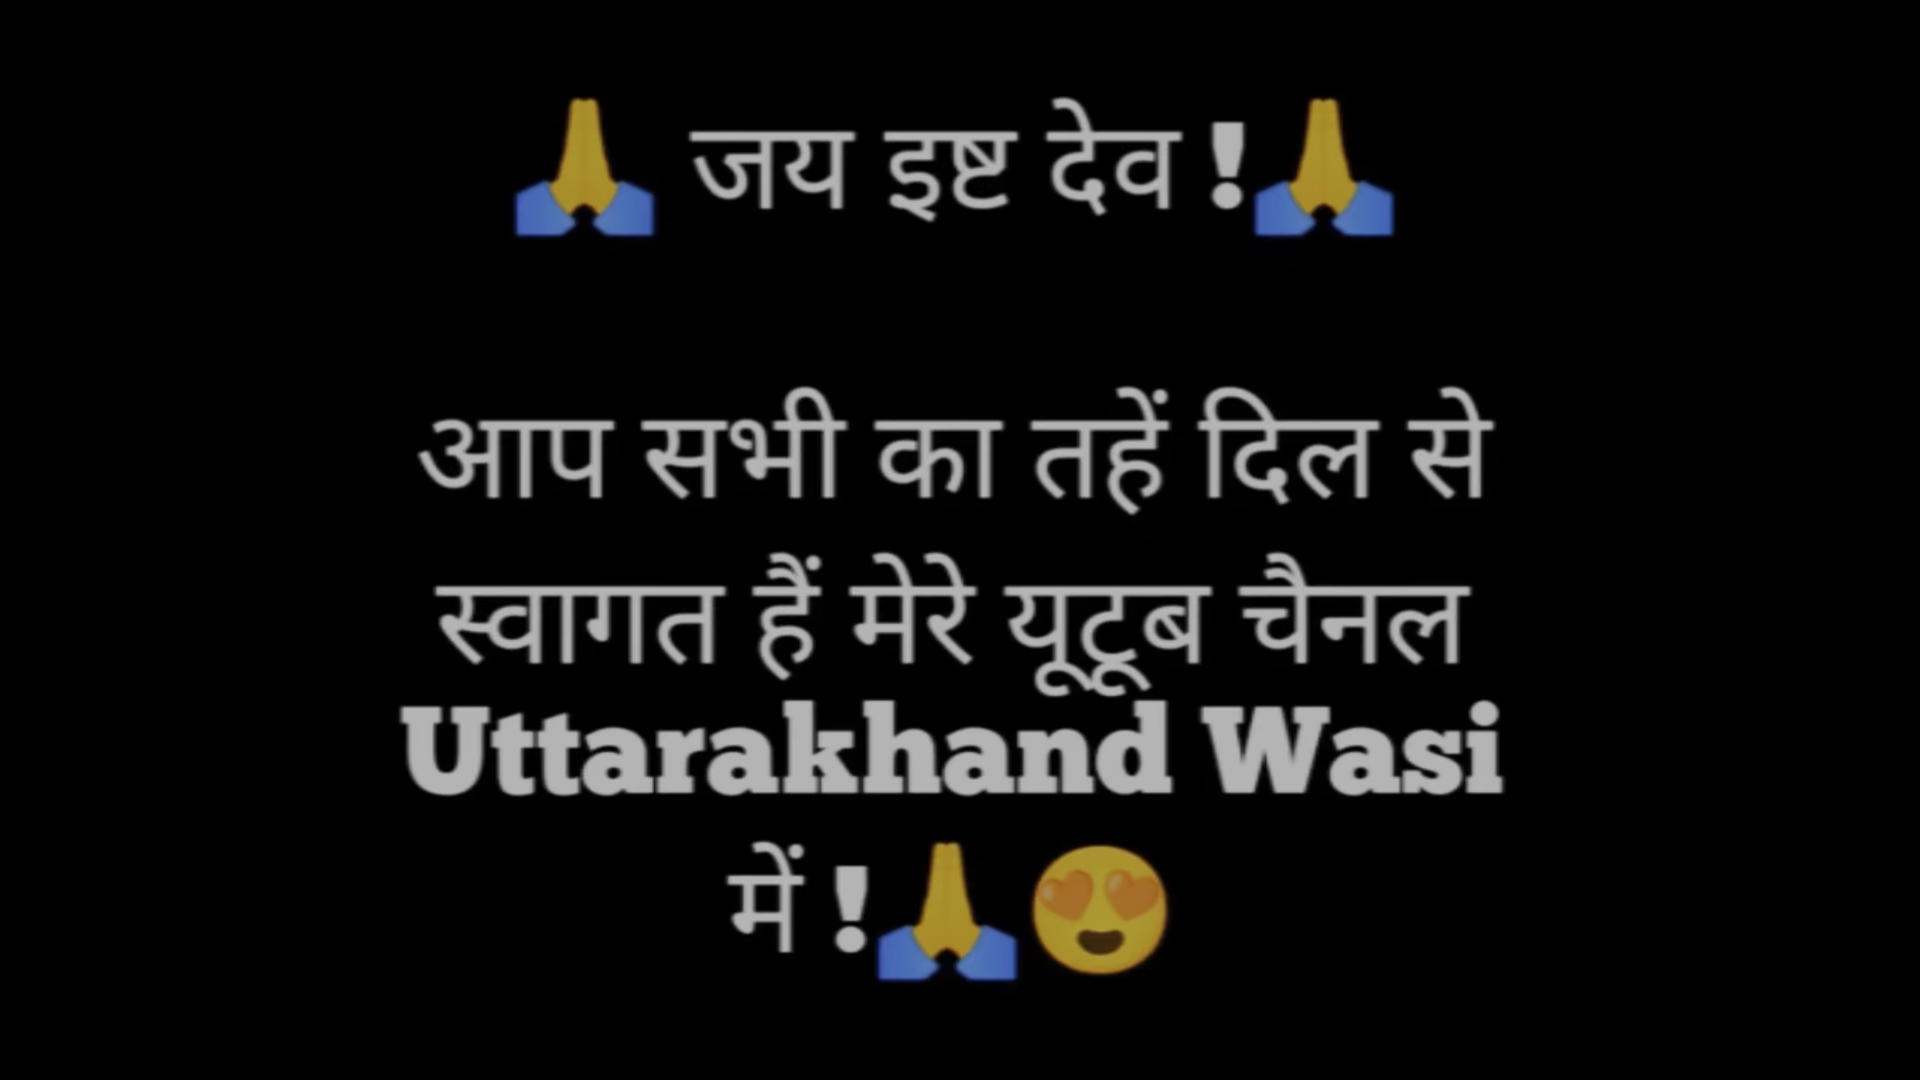 🙏 जय इष्ट देव !🙏
आप सभी का तहें दिल से
स्वागत हैं मेरे यूटूब चैनल
Uttarakhand Wasi
में !🙏😍